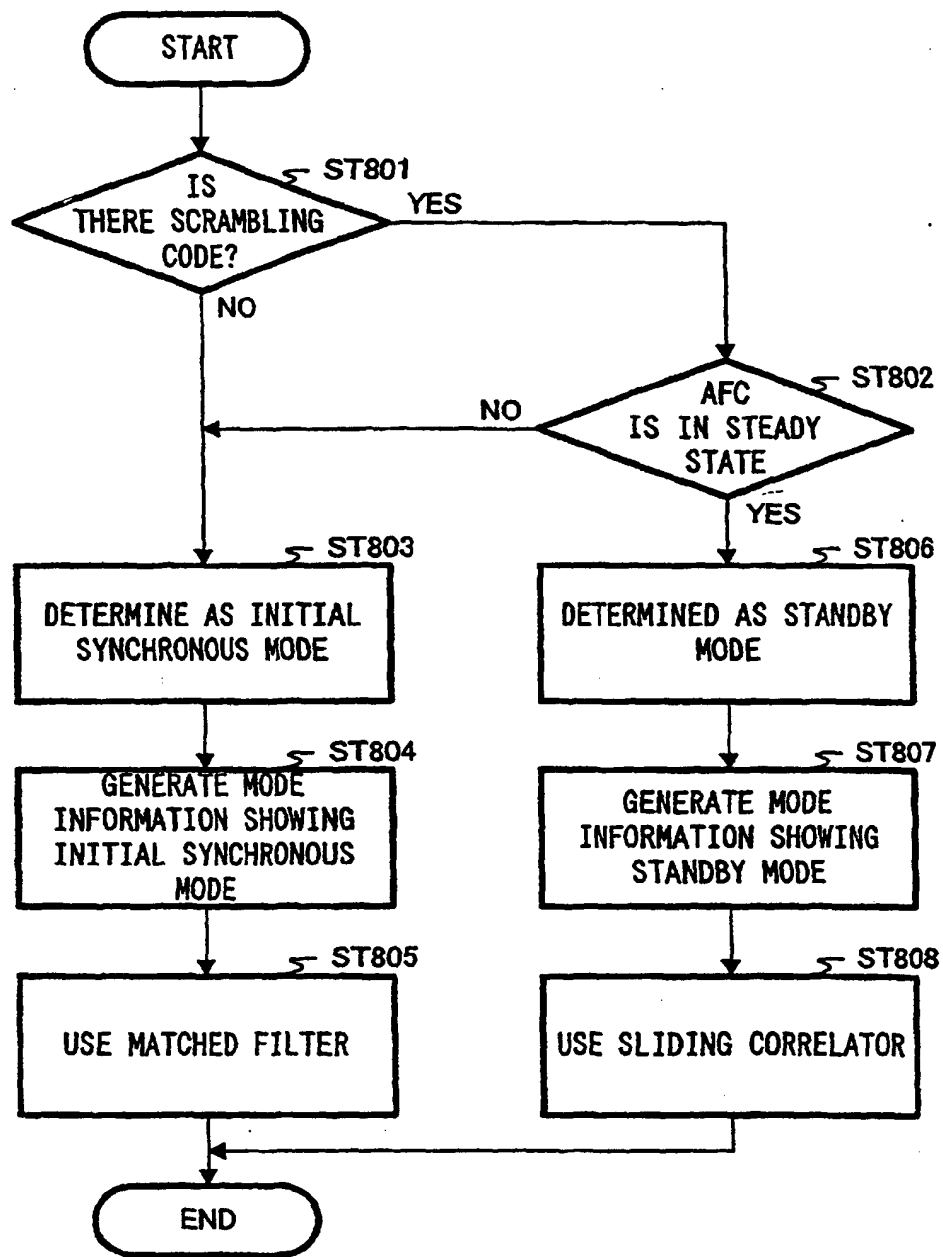 START
ST801
IS
THERE SCRAMBLING
CODE?
YES
NO
ST802
AFC
IS IN STEADY
STATE
NO
YES
ST803
DETERMINE AS INITIAL
SYNCHRONOUS MODE
ST806
DETERMINED AS STANDBY
MODE
ST804
GENERATE MODE
INFORMATION SHOWING
INITIAL SYNCHRONOUS
MODE
ST807
GENERATE MODE
INFORMATION SHOWING
STANDBY MODE
ST805
USE MATCHED FILTER
ST808
USE SLIDING CORRELATOR
END